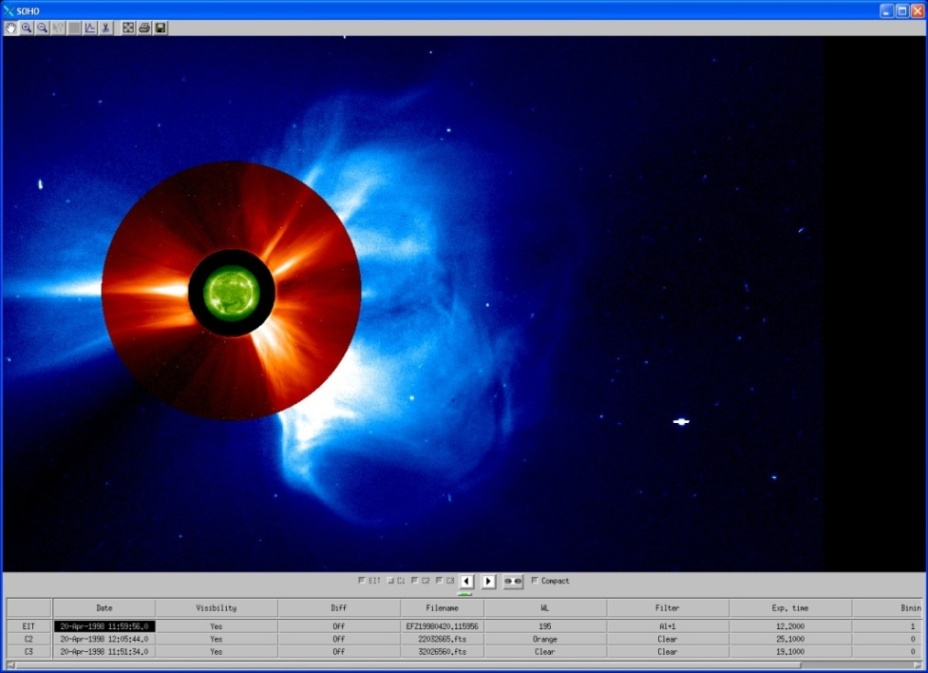 SOHO
EIT C1 C2 C3 Compact
Date Visibility Diff Filename WL Filter Exp. time Binin
EIT 20-Apr-1998 11:59:56.0 Yes Off EFZ19980420.115956 195 Al+1 12.2000 1
C2 20-Apr-1998 12:05:44.0 Yes Off 22032665.fts Orange Clear 25.1000 0
C3 20-Apr-1998 11:51:34.0 Yes Off 32026560.fts Clear Clear 19.1000 0